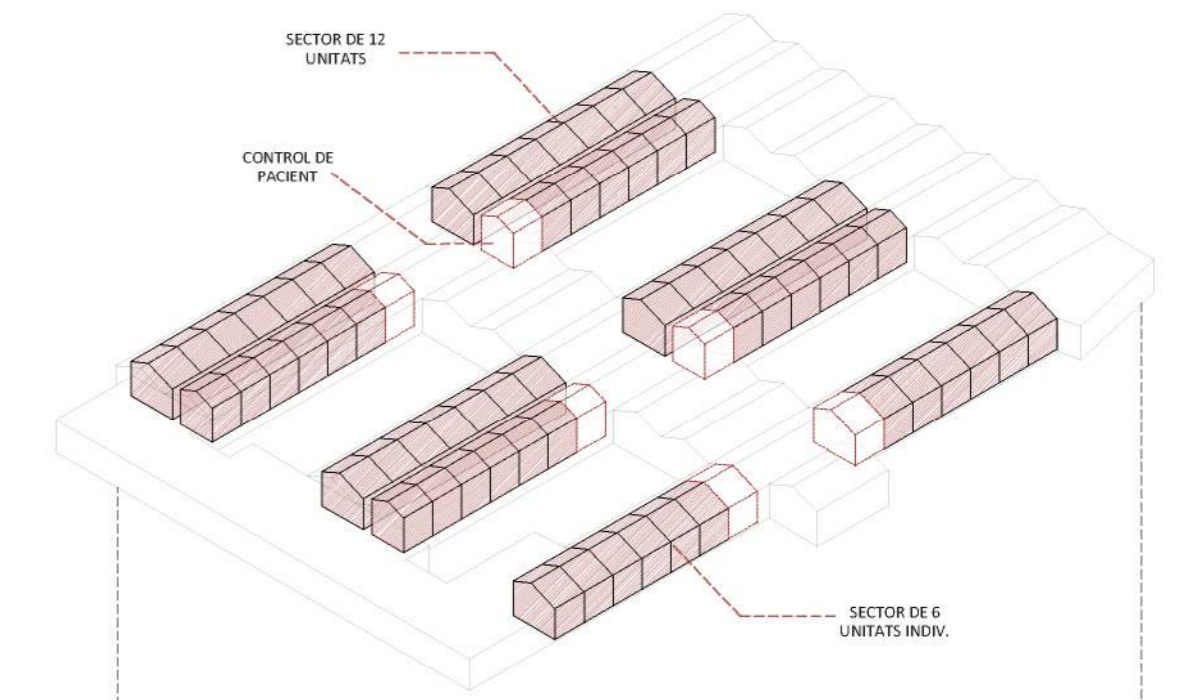 SECTOR DE 12
UNITATS
CONTROL DE
PACIENT
SECTOR DE 6
UNITATS INDIV.